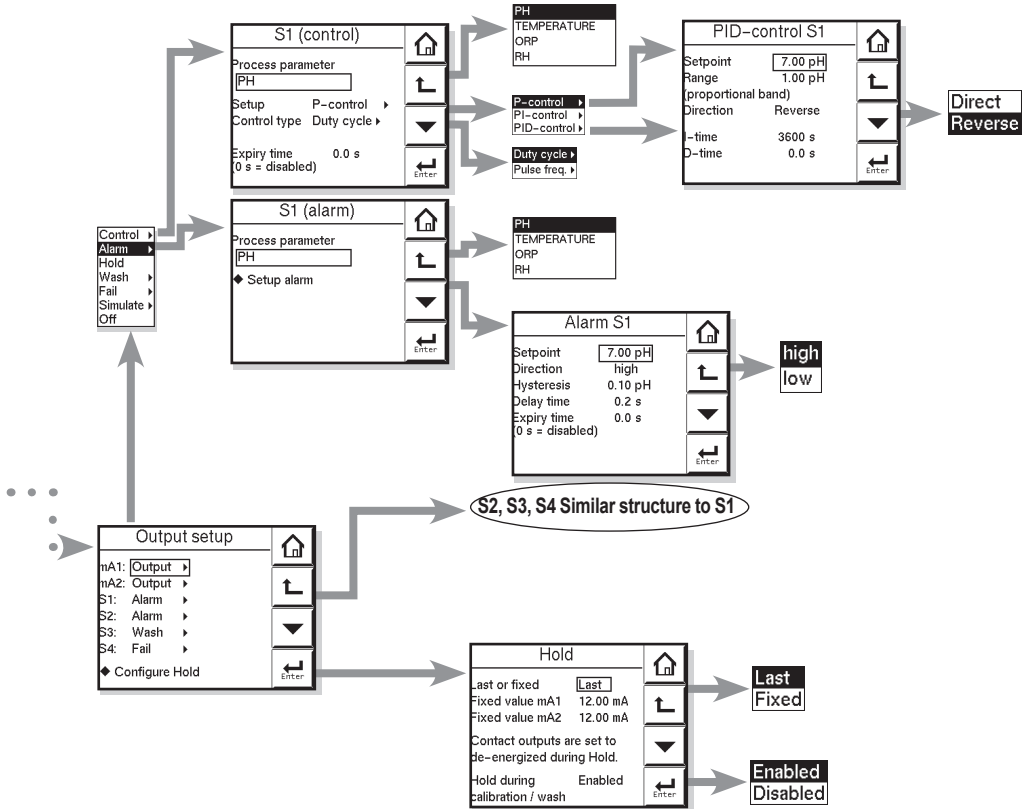 S1 (control)
Process parameter
PH
Setup P-control
Control type Duty cycle
Expiry time 0.0 s
(0 s = disabled)
Enter
PH
TEMPERATURE
ORP
RH
P-control
PI-control
PID-control
Duty cycle
Pulse freq.
PID-control S1
Setpoint 7.00 pH
Range 1.00 pH
(proportional band)
Direction Reverse
I-time 3600 s
D-time 0.0 s
Enter
Direct
Reverse
Control
Alarm
Hold
Wash
Fail
Simulate
Off
S1 (alarm)
Process parameter
PH
◆ Setup alarm
Enter
PH
TEMPERATURE
ORP
RH
Alarm S1
Setpoint 7.00 pH
Direction high
Hysteresis 0.10 pH
Delay time 0.2 s
Expiry time 0.0 s
(0 s = disabled)
Enter
high
low
S2, S3, S4 Similar structure to S1
Output setup
mA1: Output
mA2: Output
S1: Alarm
S2: Alarm
S3: Wash
S4: Fail
◆ Configure Hold
Enter
Hold
Last or fixed Last
Fixed value mA1 12.00 mA
Fixed value mA2 12.00 mA
Contact outputs are set to
de-energized during Hold.
Hold during Enabled
calibration / wash
Enter
Last
Fixed
Enabled
Disabled